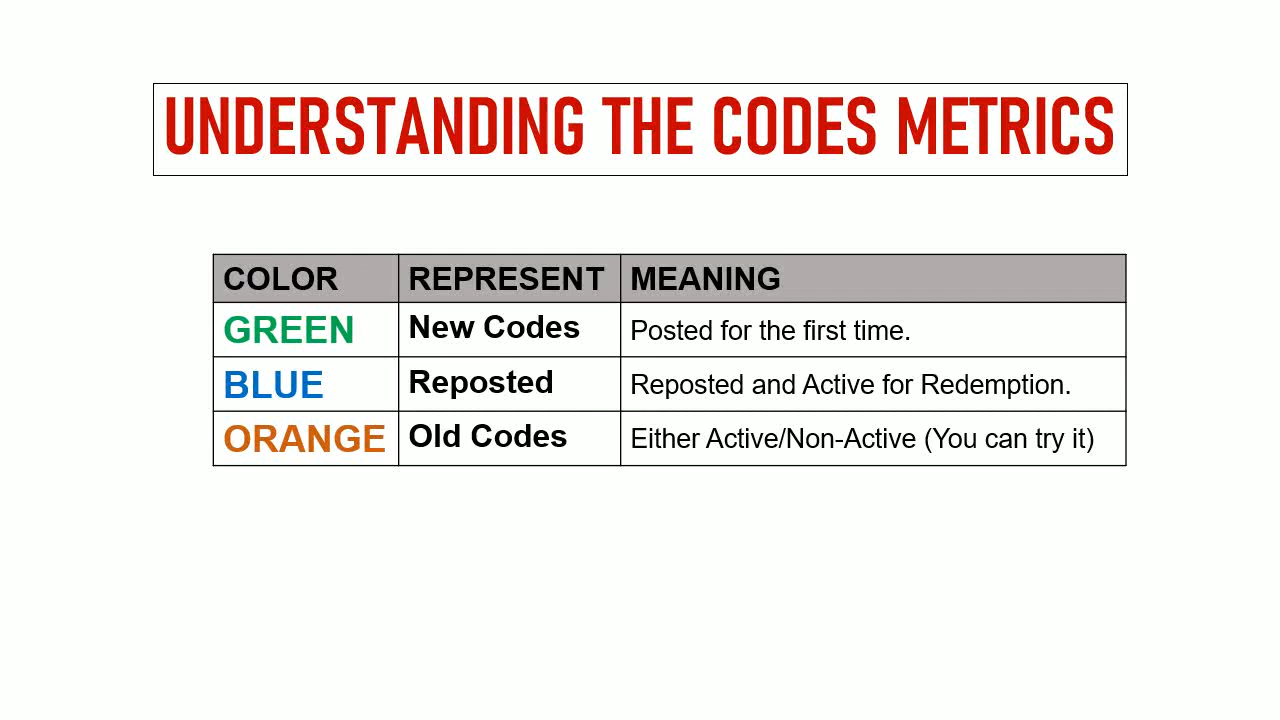 UNDERSTANDING THE CODES METRICS
COLOR REPRESENT MEANING
GREEN New Codes Posted for the first time.
BLUE Reposted Reposted and Active for Redemption.
ORANGE Old Codes Either Active/Non-Active (You can try it)